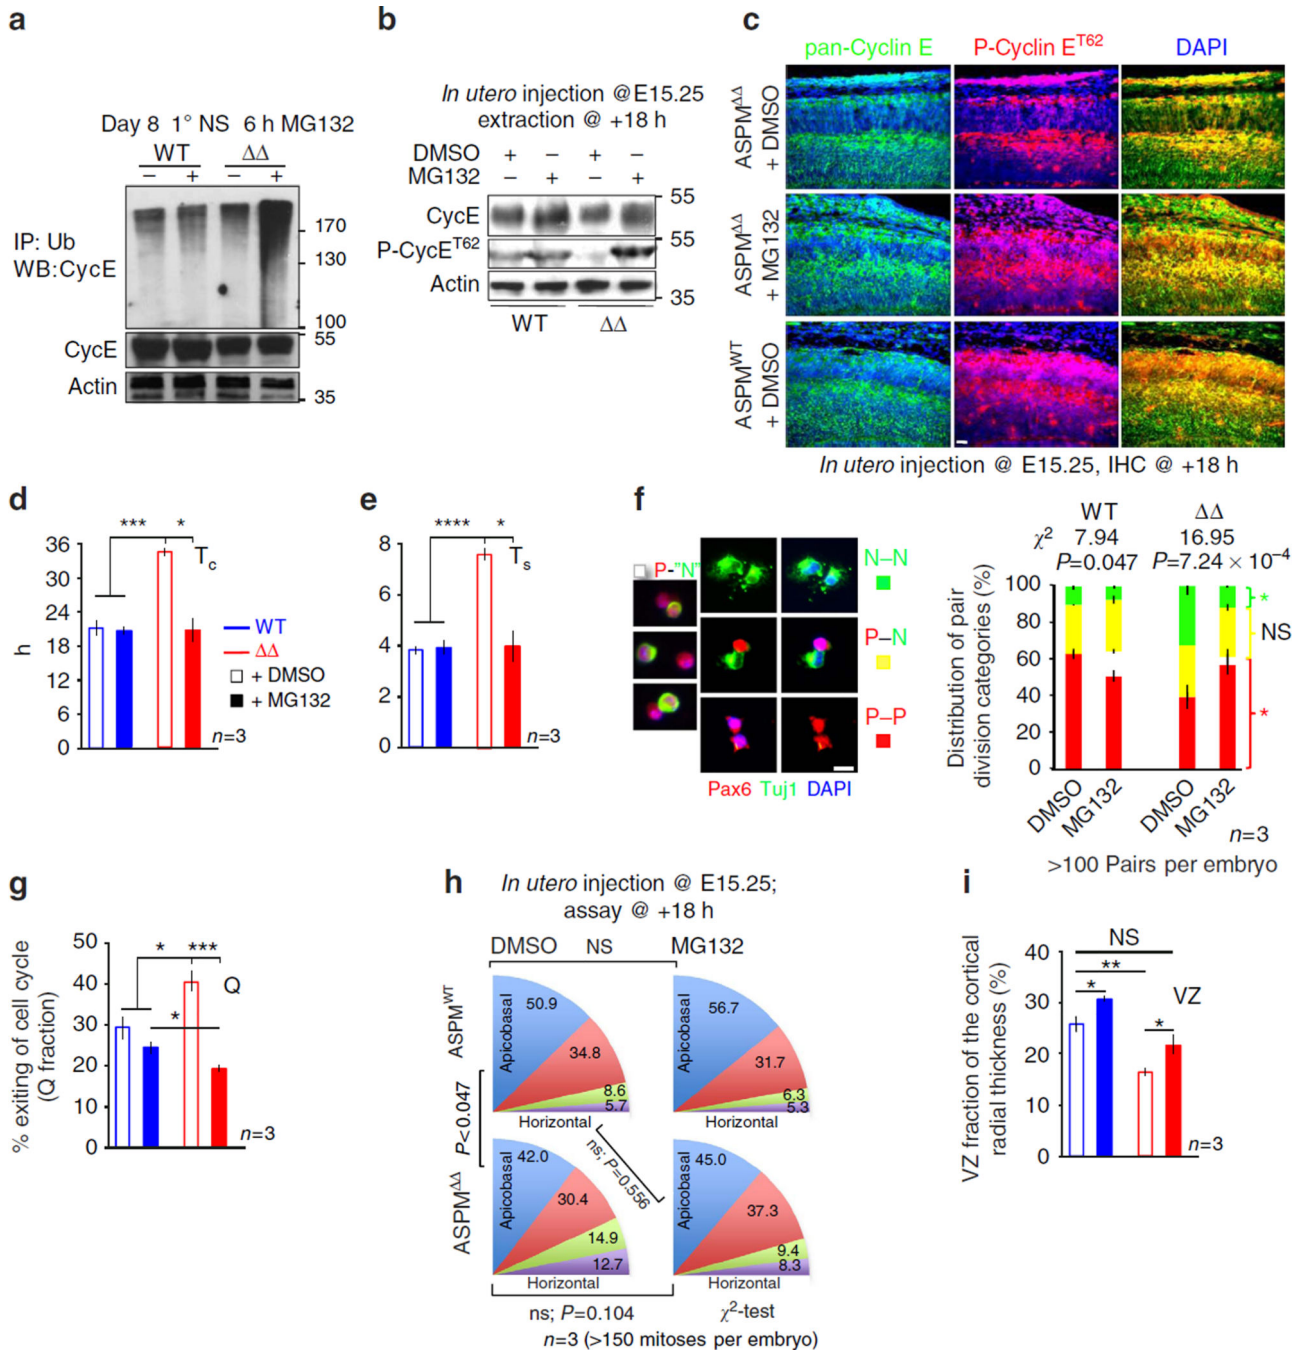 a
Day 8 1° NS 6 h MG132
WT ΔΔ
– + – +
IP: Ub
WB:CycE
170
130
100
CycE
55
Actin
35
b
In utero injection @E15.25
extraction @ +18 h
DMSO + – + –
MG132 – + – +
CycE
55
P-CycE^T62
55
Actin
35
WT ΔΔ
c
pan-Cyclin E P-Cyclin E^T62 DAPI
ASPM^ΔΔ
+ DMSO
ASPM^ΔΔ
+ MG132
ASPM^WT
+ DMSO
In utero injection @ E15.25, IHC @ +18 h
d
*** *
T_c
h
36
30
24
18
12
6
0
WT
ΔΔ
+ DMSO
+ MG132
n=3
e
**** *
T_s
8
6
4
2
0
n=3
f
P-"N"
N–N
P–N
P–P
Pax6 Tuj1 DAPI
WT ΔΔ
χ² 7.94 16.95
P=0.047 P=7.24 × 10⁻⁴
Distribution of pair
division categories (%)
100
80
60
40
20
0
*
NS
*
DMSO
MG132
DMSO
MG132
n=3
>100 Pairs per embryo
g
% exiting of cell cycle
(Q fraction)
* ***
Q
*
50
40
30
20
10
0
n=3
h
In utero injection @ E15.25;
assay @ +18 h
DMSO NS MG132
ASPM^WT
Apicobasal
50.9
34.8
8.6
5.7
Horizontal
Apicobasal
56.7
31.7
6.3
5.3
Horizontal
P<0.047
ns; P=0.556
ASPM^ΔΔ
Apicobasal
42.0
30.4
14.9
12.7
Horizontal
Apicobasal
45.0
37.3
9.4
8.3
Horizontal
ns; P=0.104 χ²-test
n=3 (>150 mitoses per embryo)
i
VZ fraction of the cortical
radial thickness (%)
NS
**
*
VZ
*
40
30
20
10
0
n=3